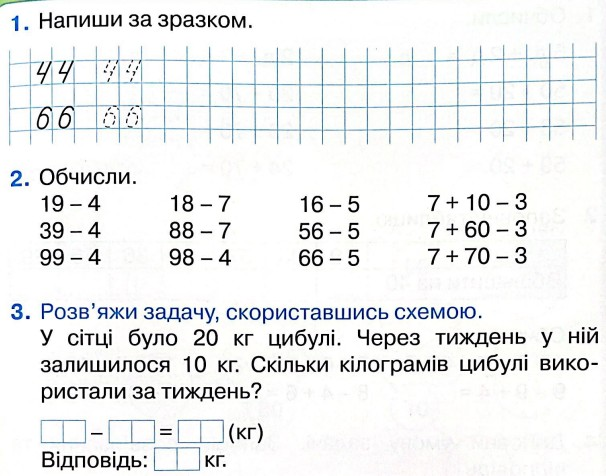 1. Напиши за зразком.
44 44
66 66
2. Обчисли.
19 – 4 18 – 7 16 – 5 7 + 10 – 3
39 – 4 88 – 7 56 – 5 7 + 60 – 3
99 – 4 98 – 4 66 – 5 7 + 70 – 3
3. Розв’яжи задачу, скориставшись схемою.
У сітці було 20 кг цибулі. Через тиждень у ній
залишилося 10 кг. Скільки кілограмів цибулі вико-
ристали за тиждень?
– = (кг)
Відповідь: кг.